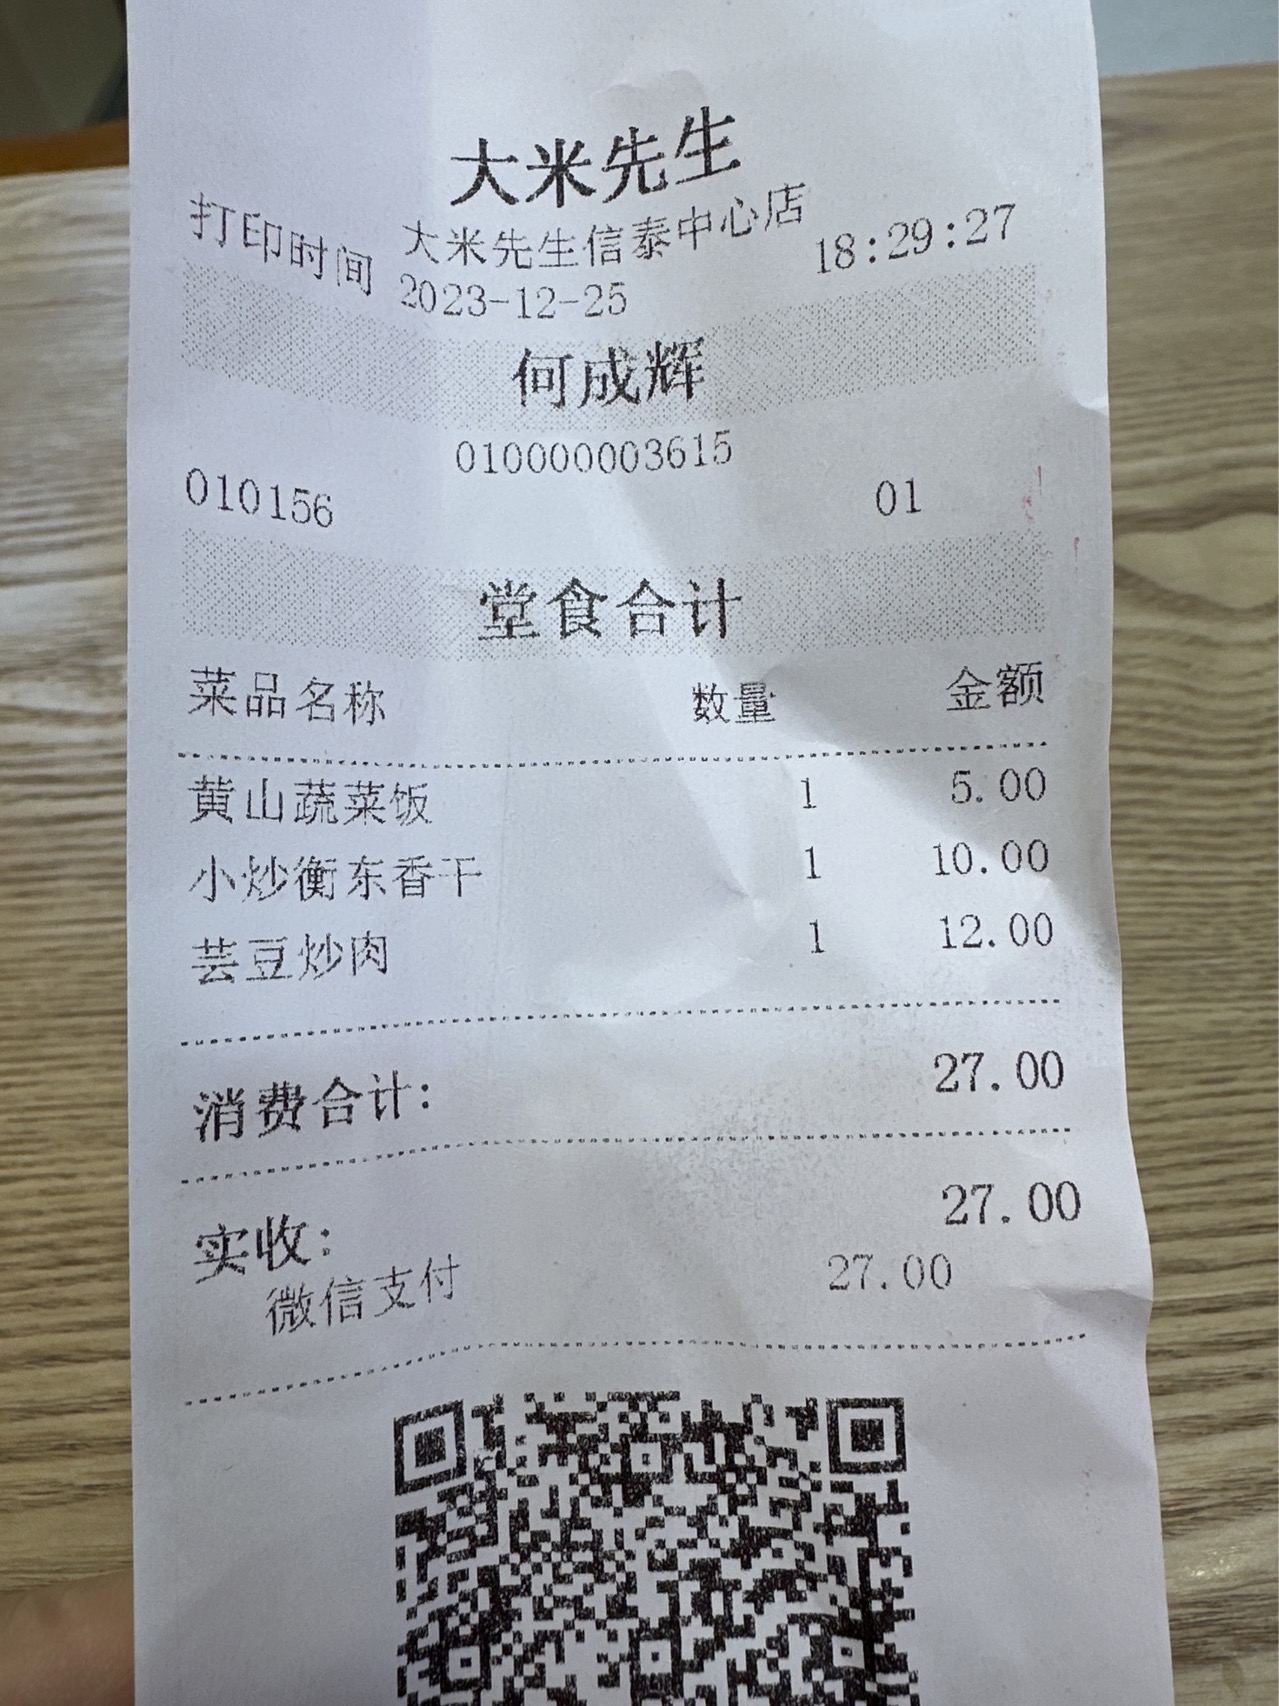 大米先生
大米先生信泰中心店
打印时间 2023-12-25 18:29:27
何成辉
010000003615
010156 01
堂食合计
菜品名称 数量 金额
黄山蔬菜饭 1 5.00
小炒衡东香干 1 10.00
芸豆炒肉 1 12.00
消费合计: 27.00
实收: 27.00
微信支付 27.00